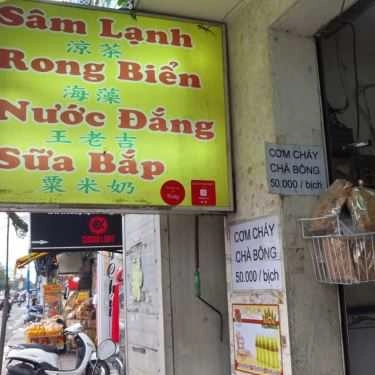 Sâm Lạnh
凉茶
Rong Biển
海藻
Nước Đắng
王老吉
Sữa Bắp
粟米奶
CƠM CHÁY
CHÀ BÔNG
50.000 / bịch
CƠM CHÁY
CHÀ BÔNG
50.000 / bịch